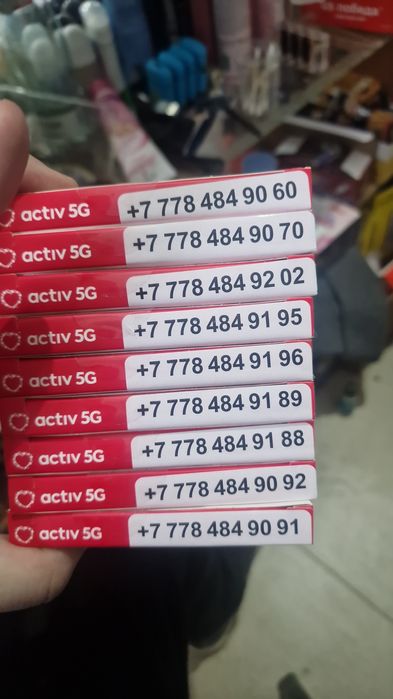 activ 5G +7 778 484 90 60
activ 5G +7 778 484 90 70
activ 5G +7 778 484 92 02
activ 5G +7 778 484 91 95
activ 5G +7 778 484 91 96
activ 5G +7 778 484 91 89
activ 5G +7 778 484 91 88
activ 5G +7 778 484 90 92
activ 5G +7 778 484 90 91